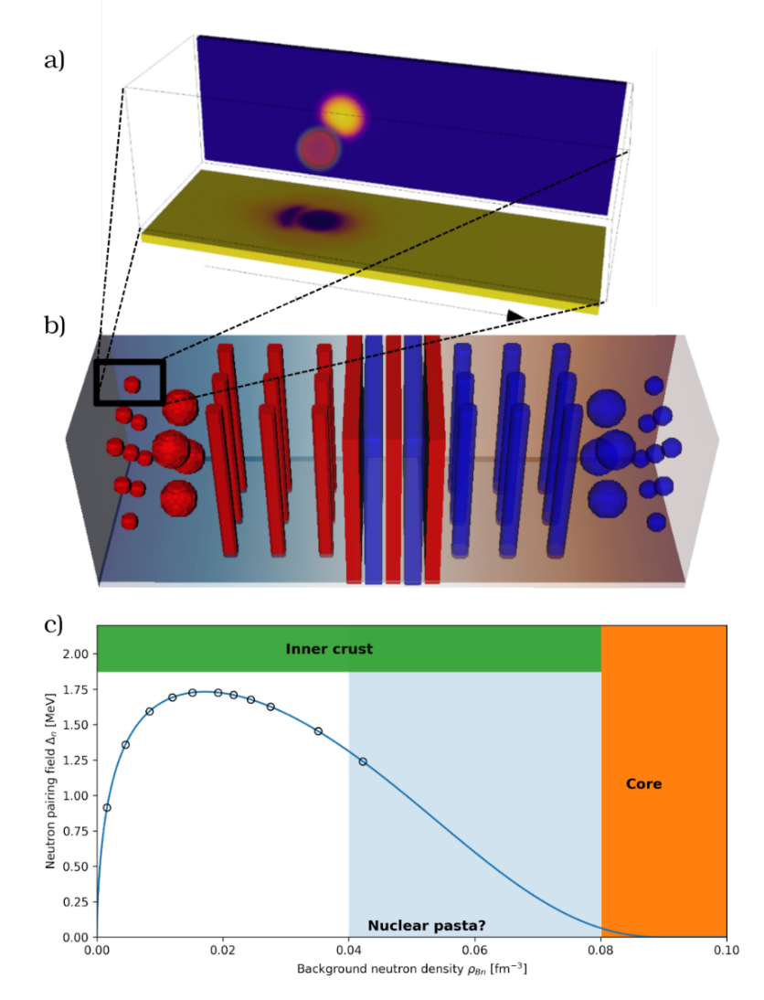 a)
b)
c)
Inner crust
Core
Nuclear pasta?
Neutron pairing field Δₙ [MeV]
2.00
1.75
1.50
1.25
1.00
0.75
0.50
0.25
0.00
0.00 0.02 0.04 0.06 0.08 0.10
Background neutron density ρ_Bn [fm⁻³]